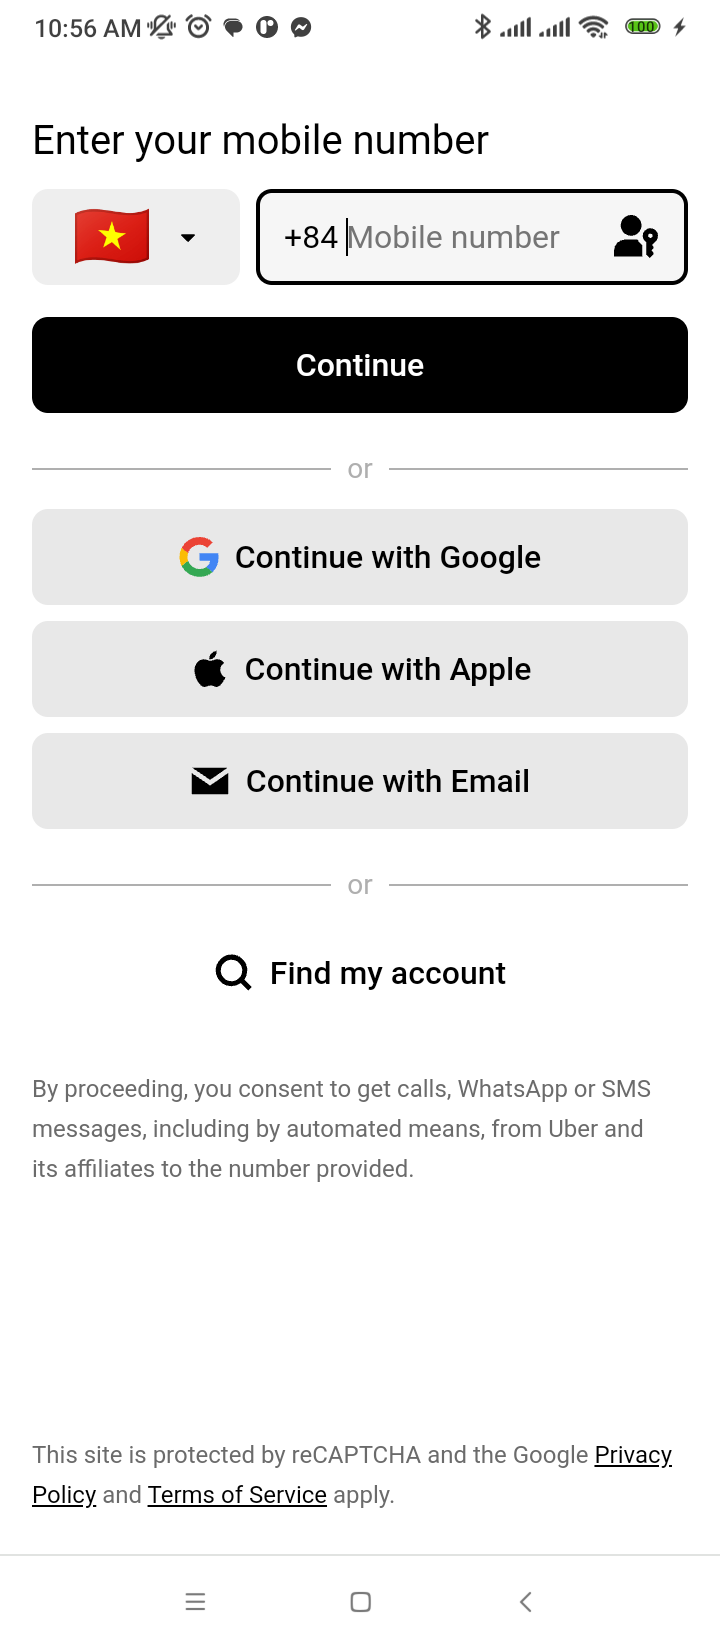 10:56 AM
100
Enter your mobile number
+84 Mobile number
Continue
or
Continue with Google
Continue with Apple
Continue with Email
or
Find my account
By proceeding, you consent to get calls, WhatsApp or SMS
messages, including by automated means, from Uber and
its affiliates to the number provided.
This site is protected by reCAPTCHA and the Google Privacy
Policy and Terms of Service apply.